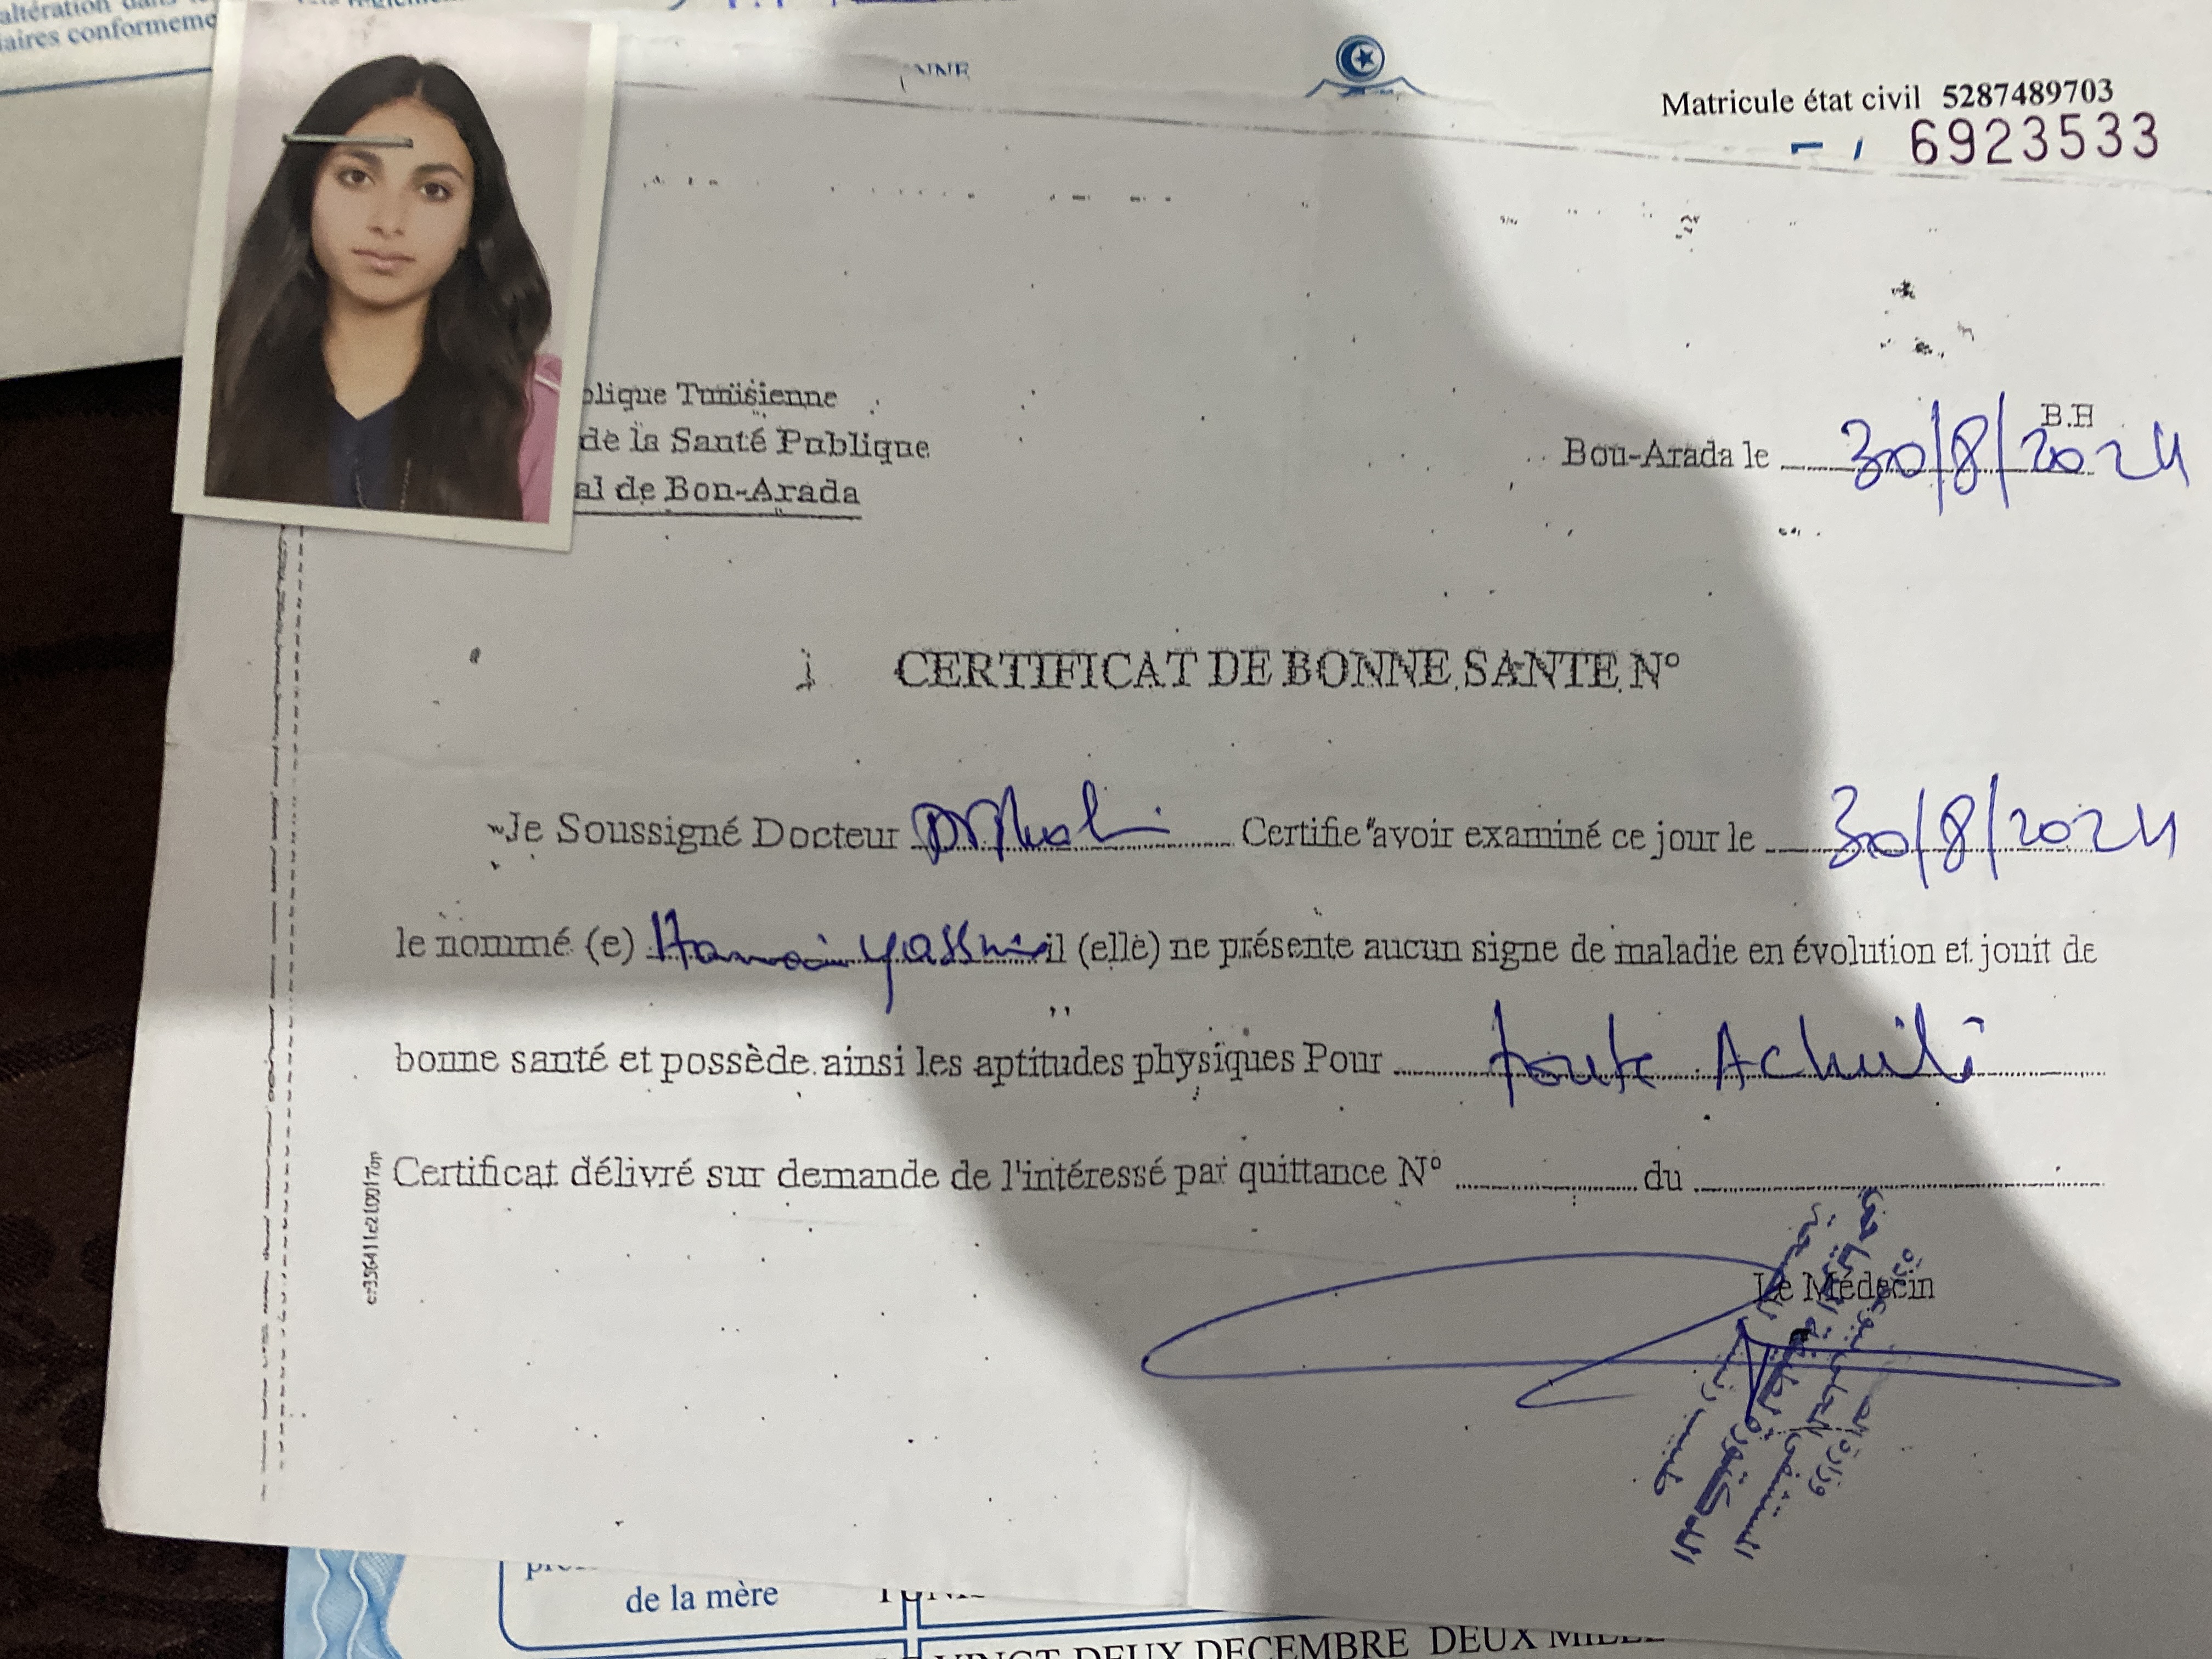 aires conformeme
Matricule état civil 5287489703
6923533
blique Tunisienne
de la Santé Publique
al de Bon-Arada
B.H
Bou-Arada le 30/8/2024
CERTIFICAT DE BONNE SANTE N°
Je Soussigné Docteur Certifie avoir examiné ce jour le 30/8/2024
le nommé (e) il (elle) ne présente aucun signe de maladie en évolution et jouit de
bonne santé et possède ainsi les aptitudes physiques Pour toute
Certificat délivré sur demande de l'intéressé par quittance N° du
Le Médecin
de la mère
VINGT DEUX DECEMBRE DEUX MILLE